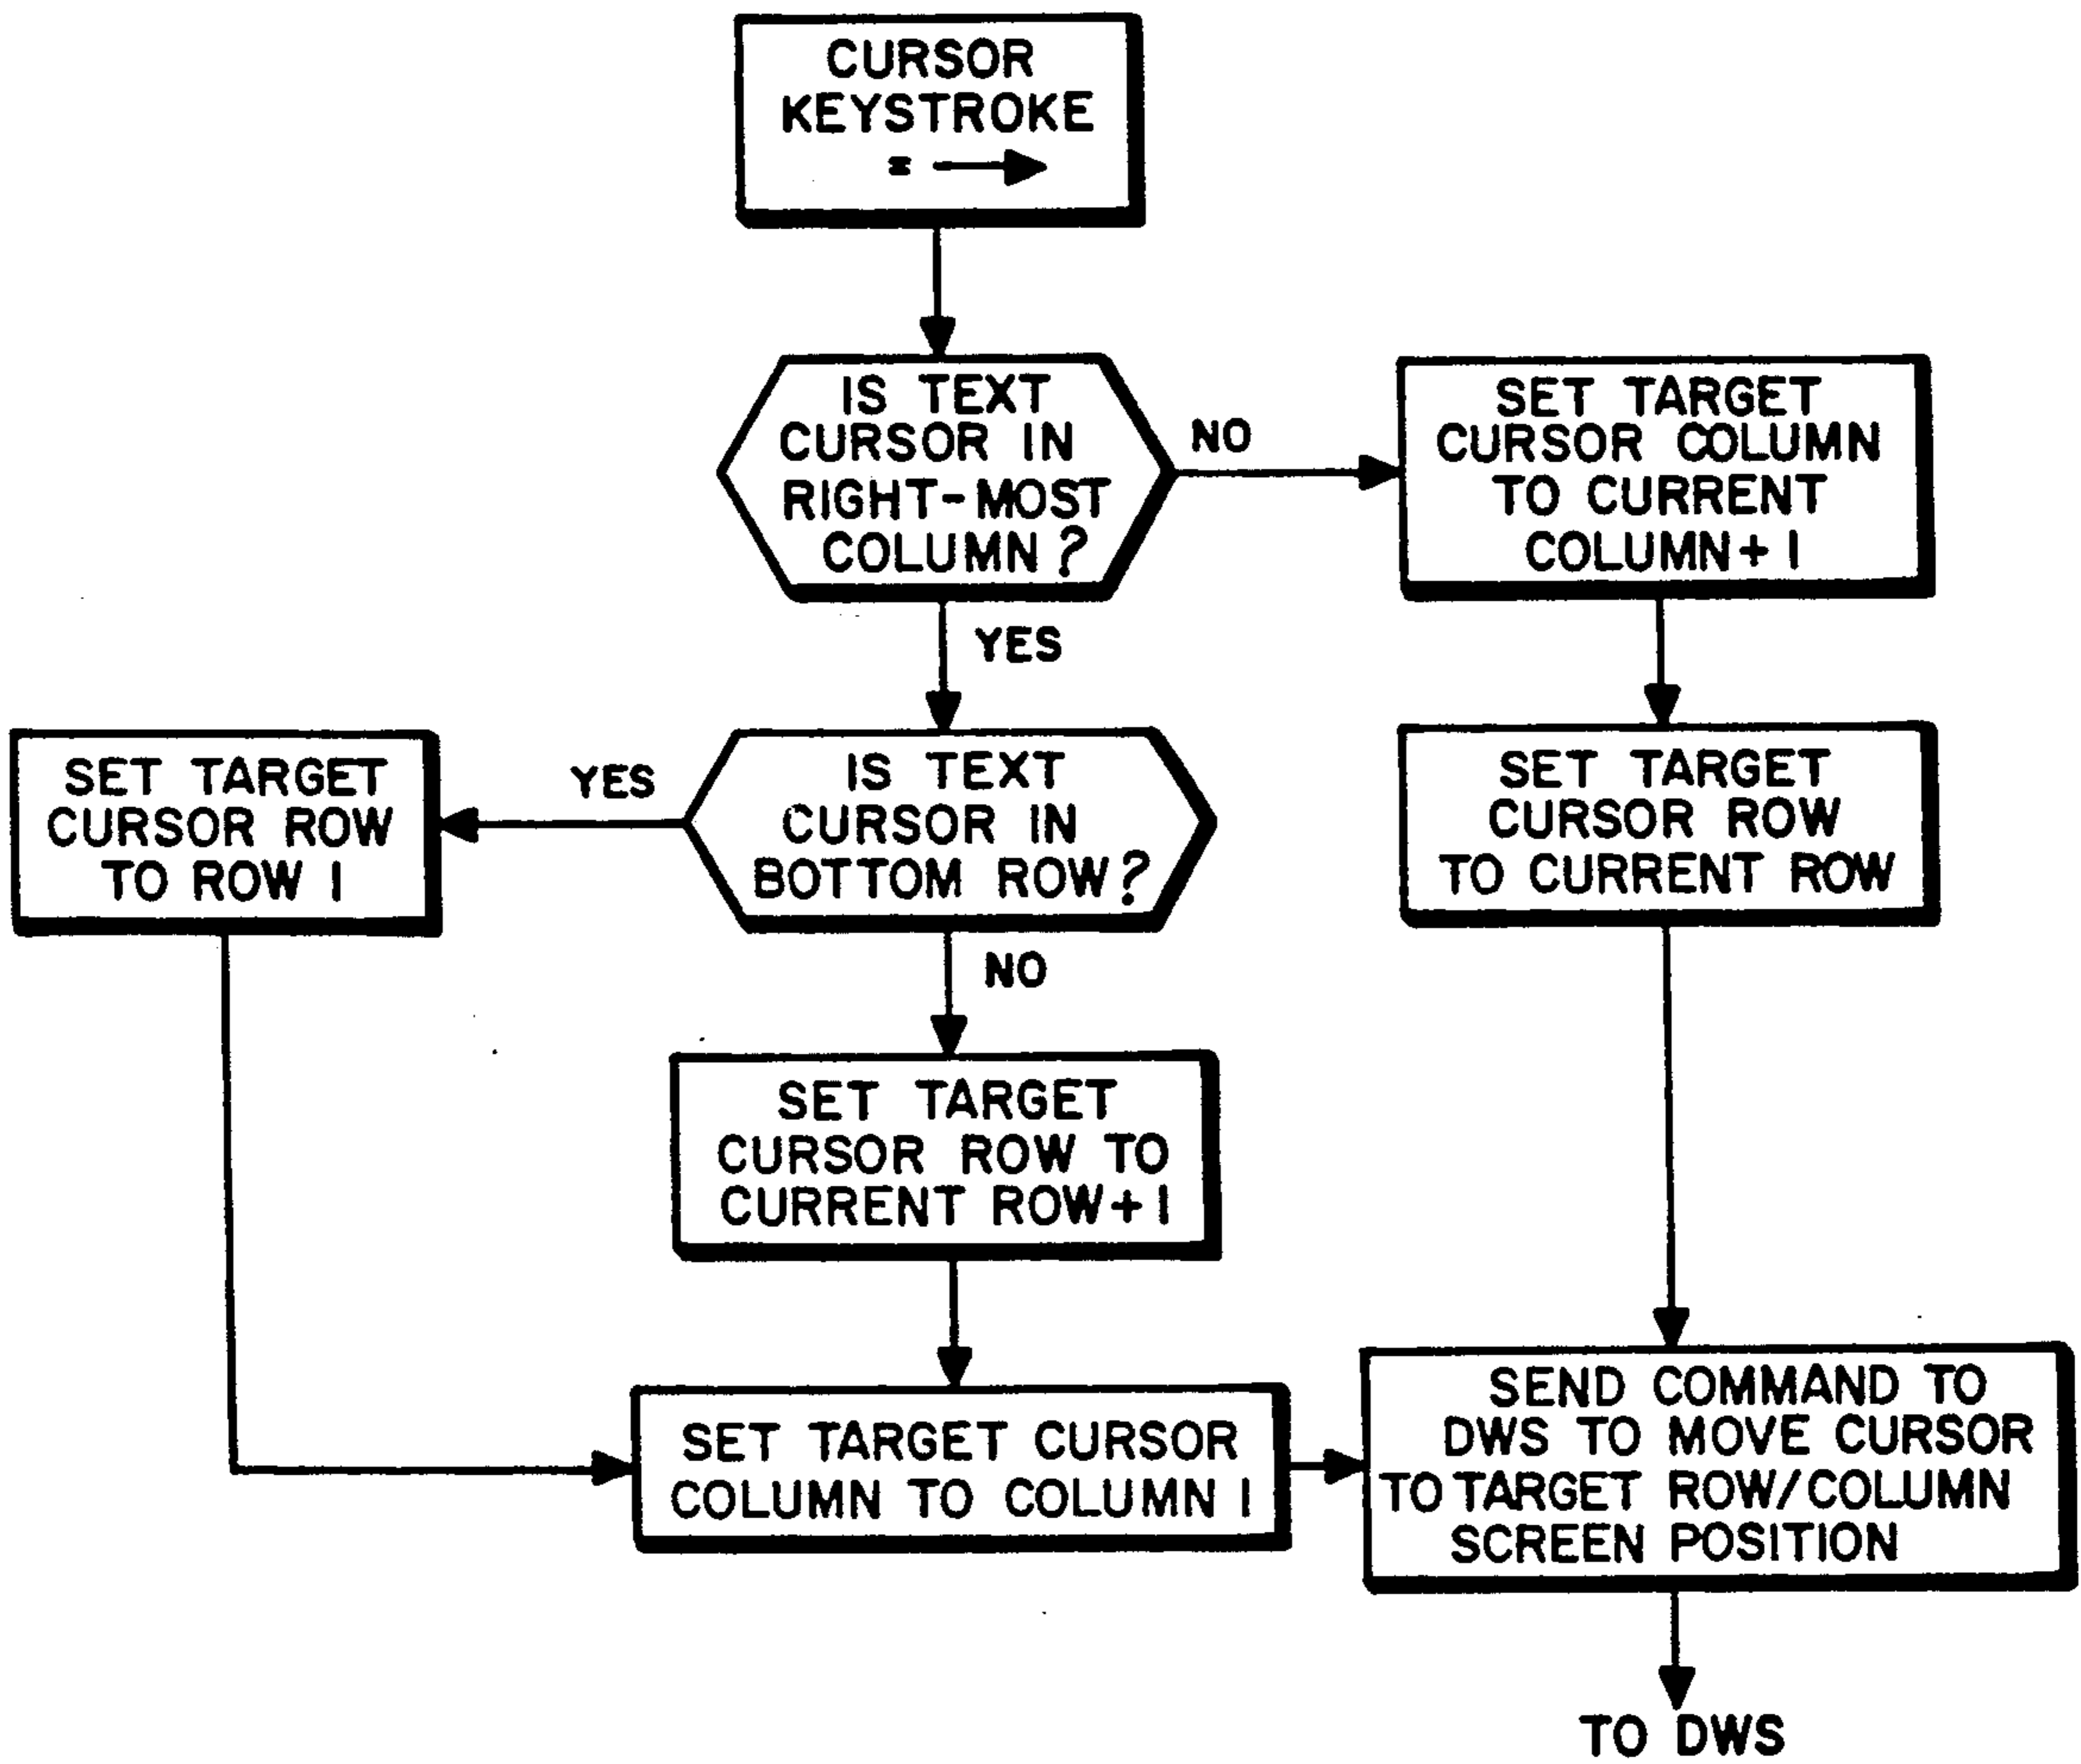 CURSOR
KEYSTROKE
= →
IS TEXT
CURSOR IN
RIGHT-MOST
COLUMN?
NO
SET TARGET
CURSOR COLUMN
TO CURRENT
COLUMN+1
YES
SET TARGET
CURSOR ROW
TO ROW 1
YES
IS TEXT
CURSOR IN
BOTTOM ROW?
SET TARGET
CURSOR ROW
TO CURRENT ROW
NO
SET TARGET
CURSOR ROW TO
CURRENT ROW+1
SET TARGET CURSOR
COLUMN TO COLUMN 1
SEND COMMAND TO
DWS TO MOVE CURSOR
TO TARGET ROW/COLUMN
SCREEN POSITION
TO DWS